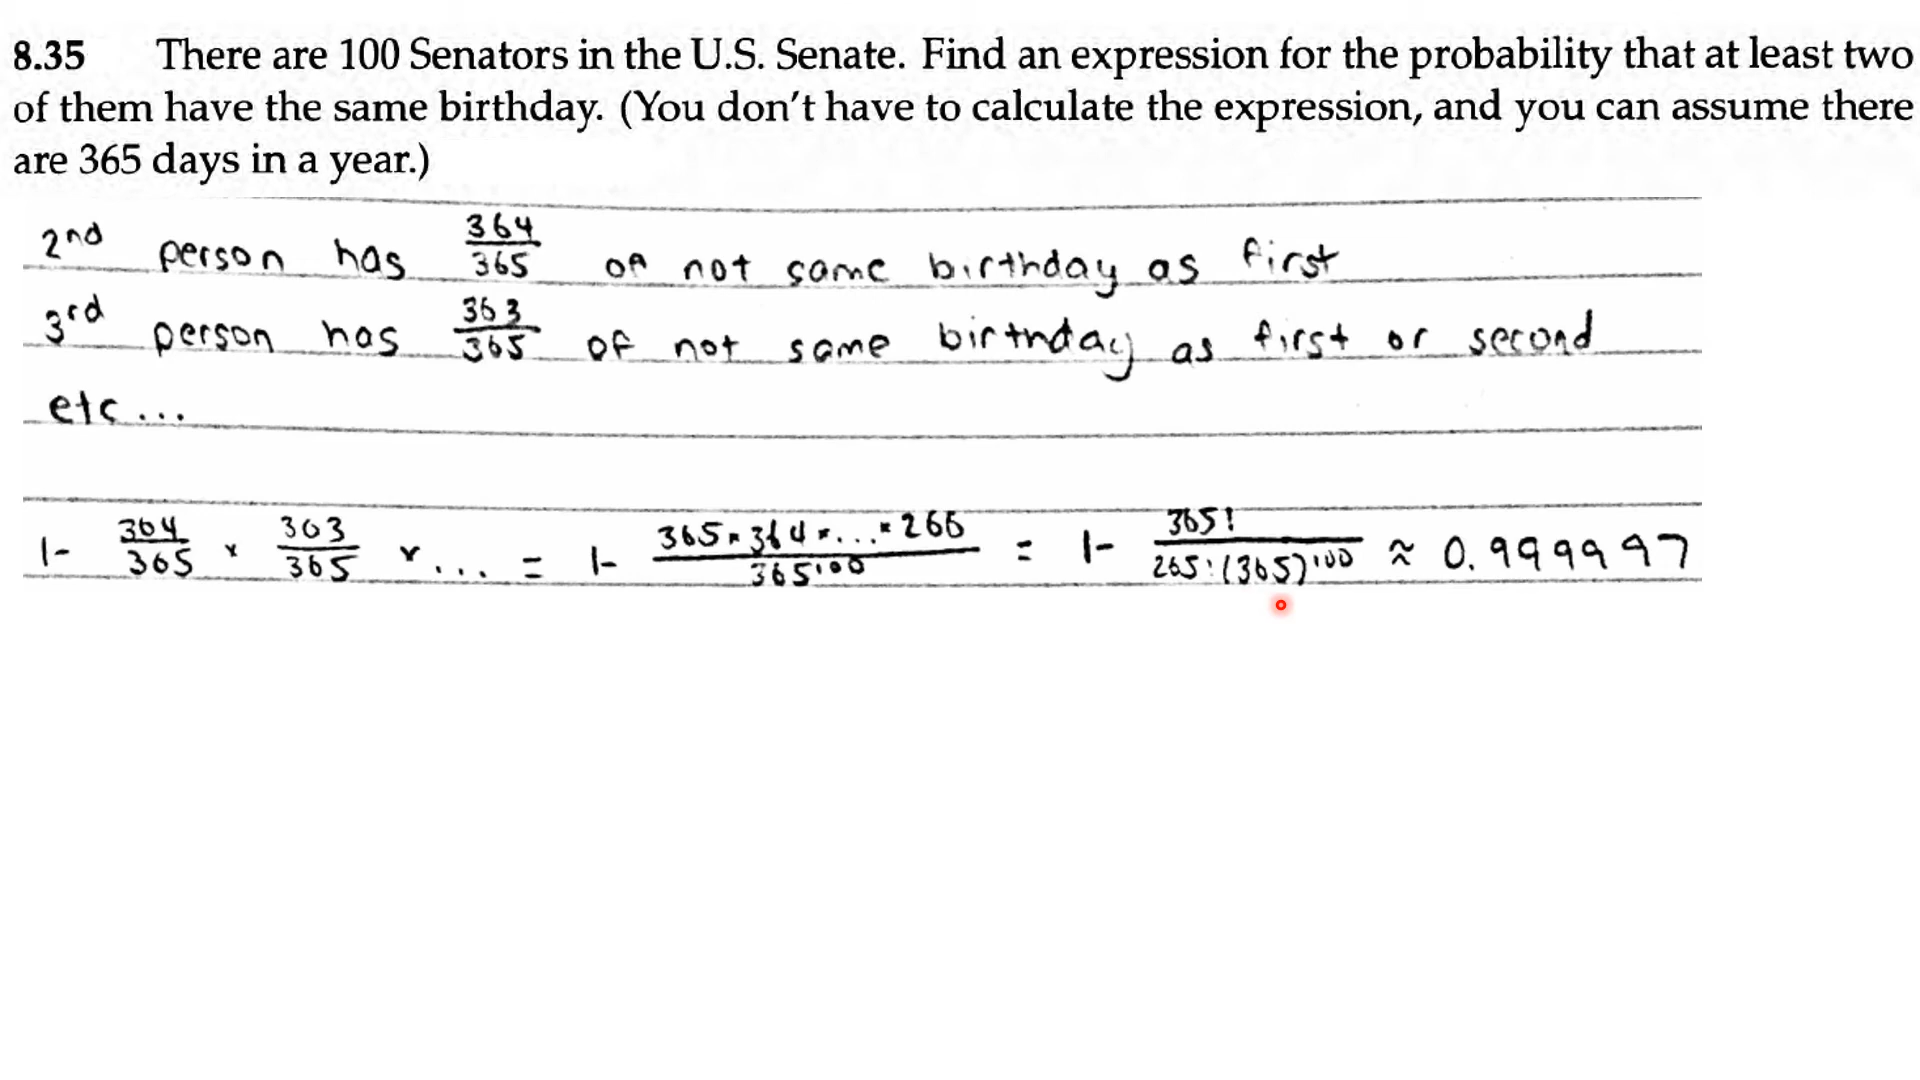 8.35 There are 100 Senators in the U.S. Senate. Find an expression for the probability that at least two
of them have the same birthday. (You don't have to calculate the expression, and you can assume there
are 365 days in a year.)
2nd person has 364/365 of not same birthday as first
3rd person has 363/365 of not same birthday as first or second
etc...
1- 364/365 × 363/365 × ... = 1- 365×364×...×266/365^100 = 1- 365!/265!(365)^100 ≈ 0.9999997